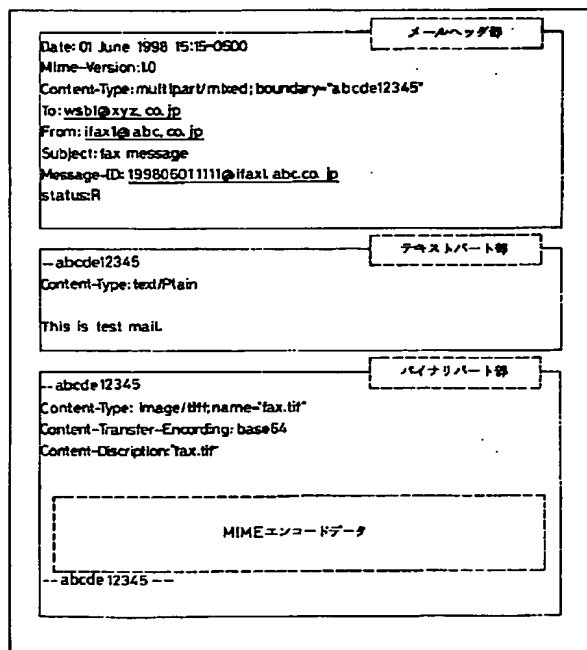 メールヘッダ部
Date: 01 June 1998 15:15-0500
Mime-Version:1.0
Content-Type: multipart/mixed; boundary="abcde12345"
To: wsb1@xyz. co. jp
From: ifax1@abc. co. jp
Subject: fax message
Message-ID: 199806011111@ifax1. abc.co. jp
status:R
テキストパート部
--abcde12345
Content-Type: text/Plain
This is test mail.
バイナリパート部
--abcde12345
Content-Type: image/tiff;name="fax.tif"
Content-Transfer-Encording: base64
Content-Discription:"fax.tif"
MIMEエンコードデータ
--abcde12345--